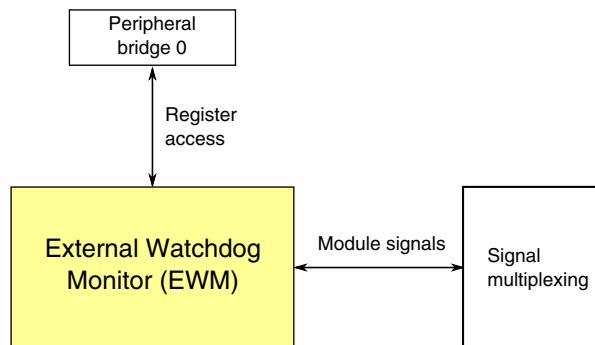 Peripheral
bridge 0
Register
access
External Watchdog
Monitor (EWM)
Module signals
Signal
multiplexing